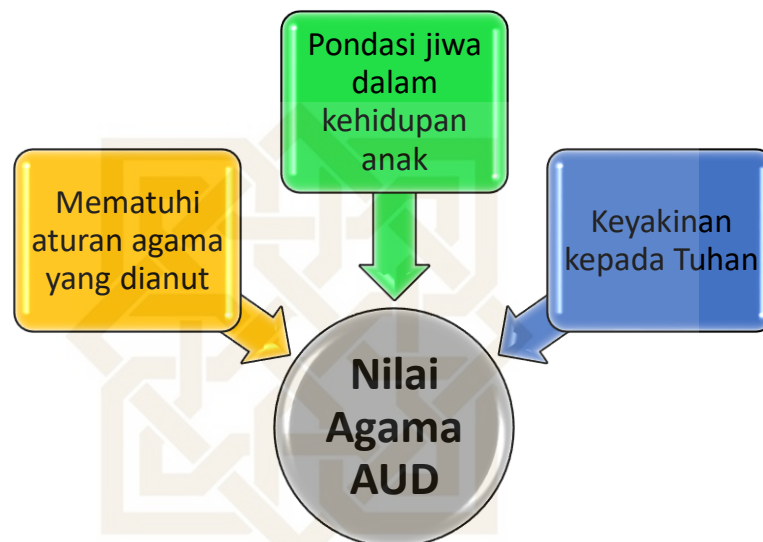 Pondasi jiwa
dalam
kehidupan
anak
Mematuhi
aturan agama
yang dianut
Keyakinan
kepada Tuhan
Nilai
Agama
AUD